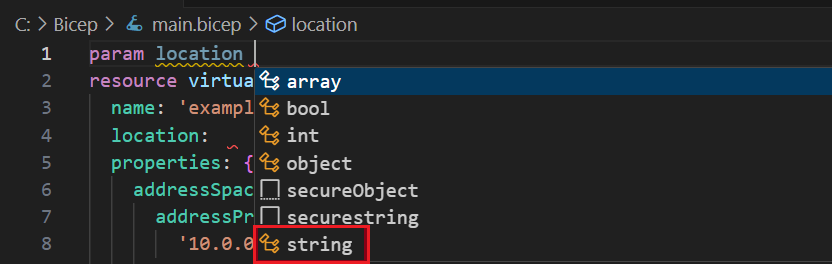 C: > Bicep > main.bicep > location
1 param location
array
2 resource virtua
bool
3 name: 'exampl
int
4 location:
object
5 properties: {
secureObject
6 addressSpac
securestring
7 addressPr
string
8 '10.0.0